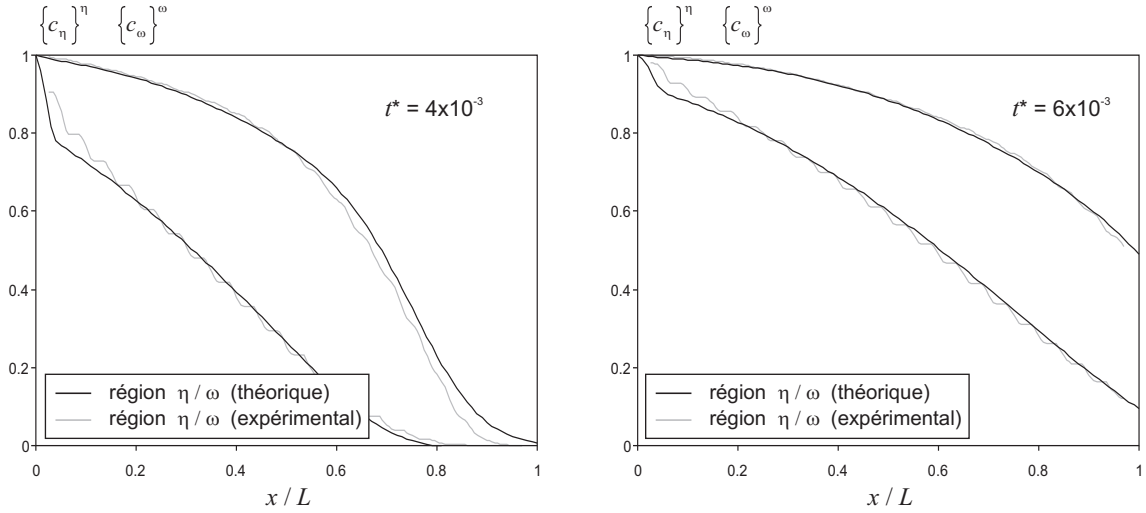 {c_η}^η {c_ω}^ω
t* = 4x10^-3
1
0.8
0.6
0.4
0.2
0
région η / ω (théorique)
région η / ω (expérimental)
0 0.2 0.4 0.6 0.8 1
x / L
{c_η}^η {c_ω}^ω
t* = 6x10^-3
1
0.8
0.6
0.4
0.2
0
région η / ω (théorique)
région η / ω (expérimental)
0 0.2 0.4 0.6 0.8 1
x / L